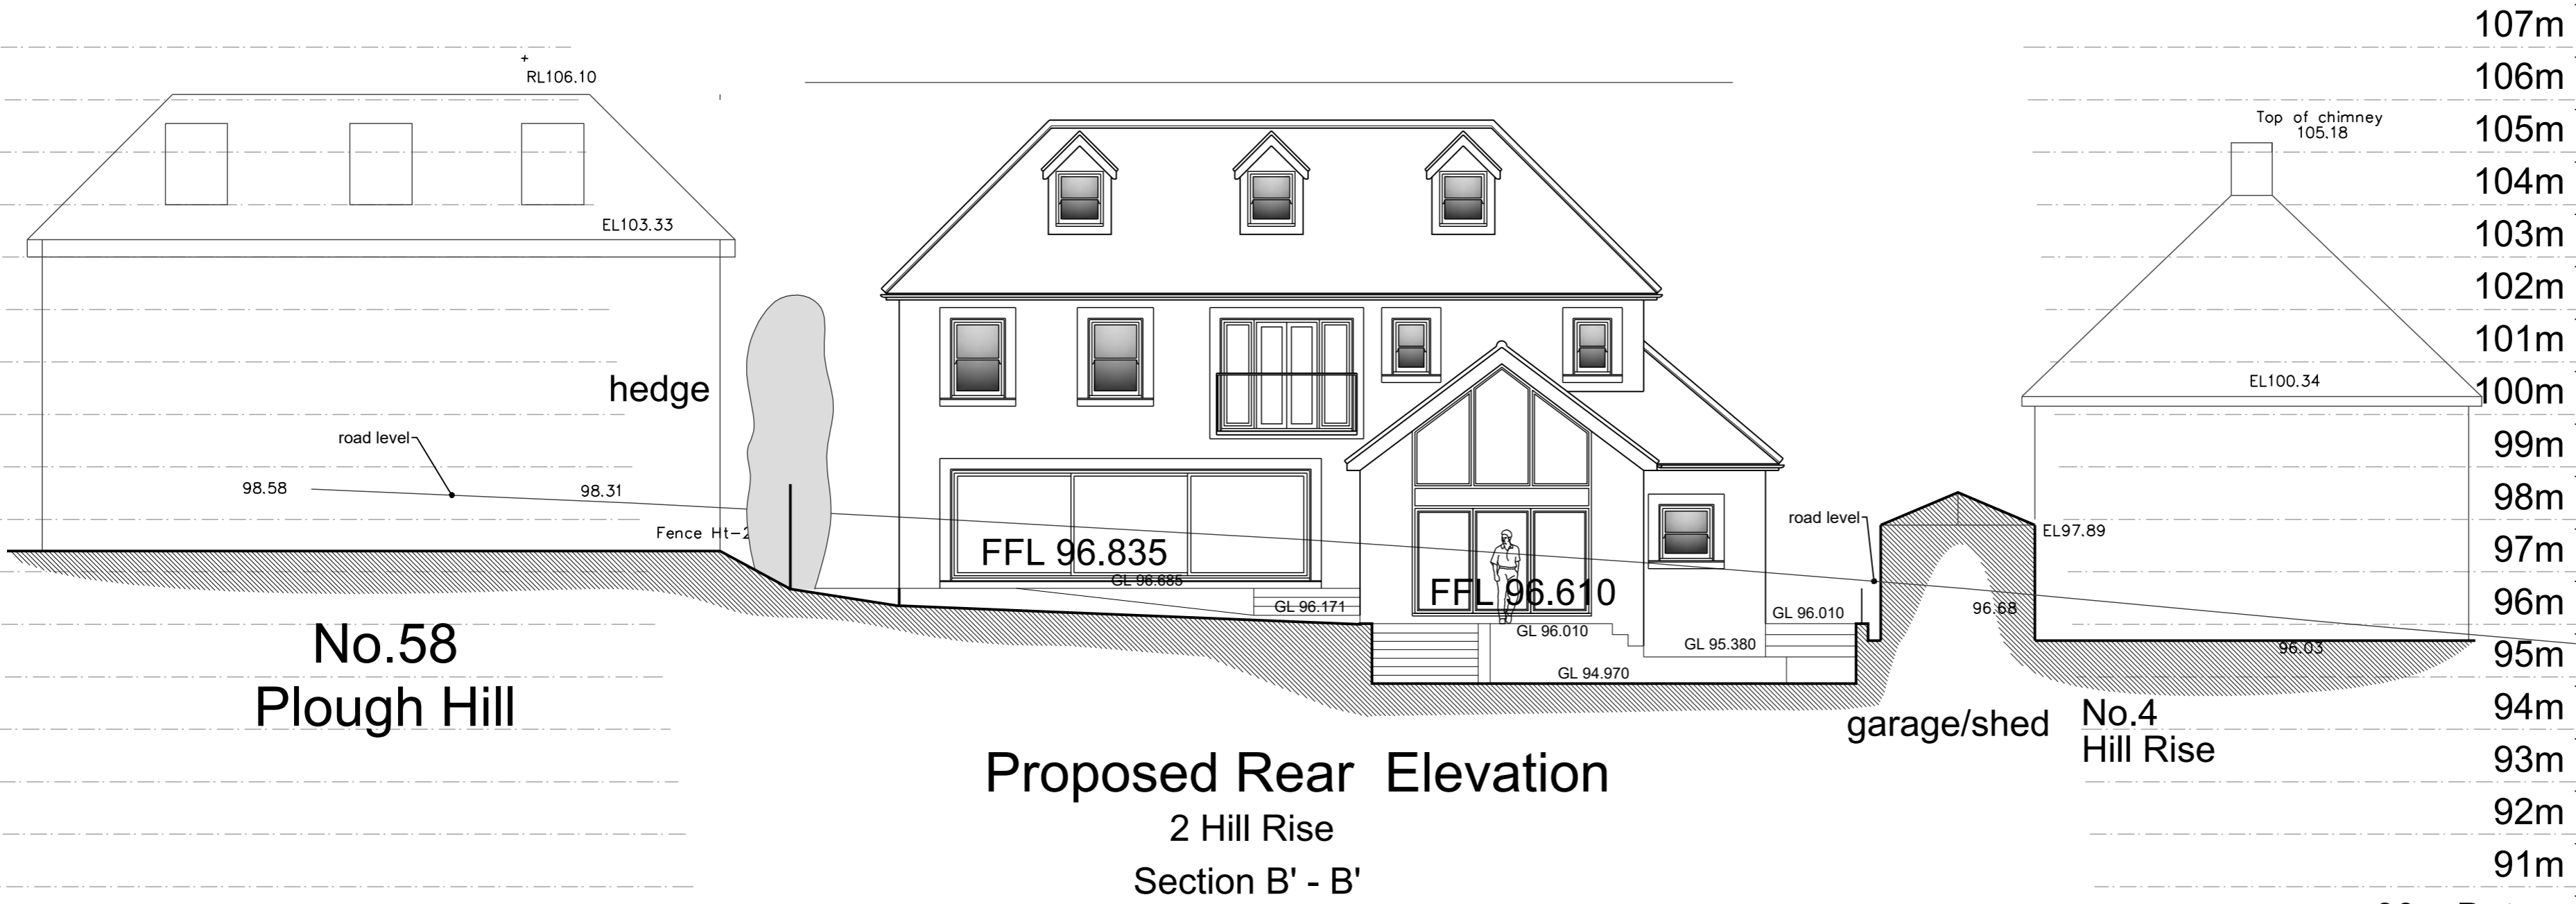 107m
106m
105m
104m
103m
102m
101m
100m
99m
98m
97m
96m
95m
94m
93m
92m
91m
RL106.10
EL103.33
hedge
road level
98.58
98.31
Fence Ht-2
No.58
Plough Hill
FFL 96.835
GL 96.685
GL 96.171
FFL 96.610
GL 96.010
GL 95.380
GL 94.970
GL 96.010
road level
EL97.89
96.68
96.03
Top of chimney
105.18
EL100.34
garage/shed
No.4
Hill Rise
Proposed Rear Elevation
2 Hill Rise
Section B' - B'